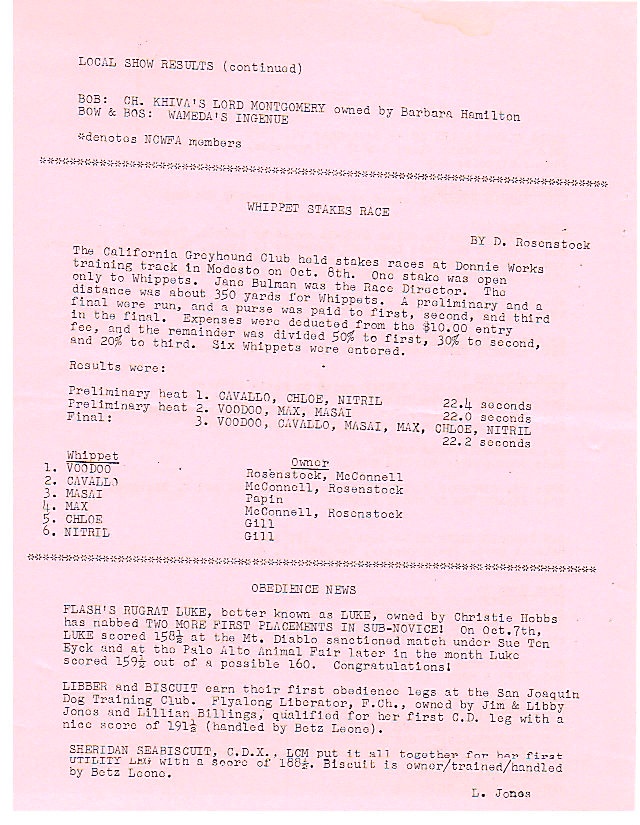 LOCAL SHOW RESULTS (continued)
BOB: CH. KHIVA'S LORD MONTGOMERY owned by Barbara Hamilton
BOW & BOS: WAMEDA'S INGENUE
*denotes NCWFA members
WHIPPET STAKES RACE
BY D. Rosenstock
The California Greyhound Club held stakes races at Donnie Works
training track in Modesto on Oct. 8th. One stake was open
only to Whippets. Jane Bulman was the Race Director. The
distance was about 350 yards for Whippets. A preliminary and a
final were run, and a purse was paid to first, second, and third
in the final. Expenses were deducted from the $10.00 entry
fee, and the remainder was divided 50% to first, 30% to second,
and 20% to third. Six Whippets were entered.
Results were:
Preliminary heat 1. CAVALLO, CHLOE, NITRIL 22.4 seconds
Preliminary heat 2. VOODOO, MAX, MASAI 22.0 seconds
Final: 3. VOODOO, CAVALLO, MASAI, MAX, CHLOE, NITRIL
22.2 seconds
Whippet Owner
1. VOODOO Rosenstock, McConnell
2. CAVALLO McConnell, Rosenstock
3. MASAI Papin
4. MAX McConnell, Rosenstock
5. CHLOE Gill
6. NITRIL Gill
OBEDIENCE NEWS
FLASH'S RUGRAT LUKE, better known as LUKE, owned by Christie Hobbs
has nabbed TWO MORE FIRST PLACEMENTS IN SUB-NOVICE! On Oct.7th,
LUKE scored 158½ at the Mt. Diablo sanctioned match under Sue Ten
Eyck and at the Palo Alto Animal Fair later in the month Luke
scored 159½ out of a possible 160. Congratulations!
LIBBER and BISCUIT earn their first obedience legs at the San Joaquin
Dog Training Club. Flyalong Liberator, F.Ch., owned by Jim & Libby
Jones and Lillian Billings, qualified for her first C.D. leg with a
nice score of 191½ (handled by Betz Leone).
SHERIDAN SEABISCUIT, C.D.X., LCM put it all together for her first
UTILITY LEG with a score of 188½. Biscuit is owner/trained/handled
by Betz Leone.
L. Jones